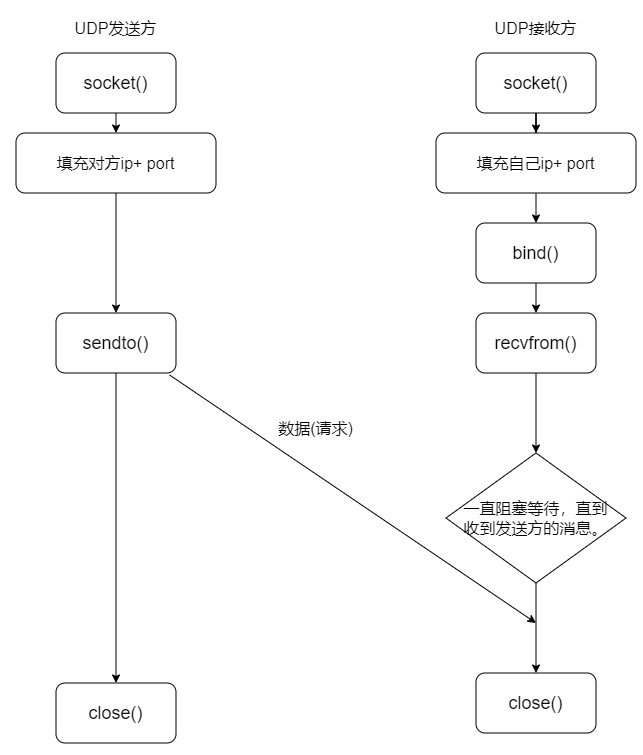 UDP发送方
socket()
填充对方ip+ port
sendto()
数据(请求)
close()
UDP接收方
socket()
填充自己ip+ port
bind()
recvfrom()
一直阻塞等待，直到
收到发送方的消息。
close()